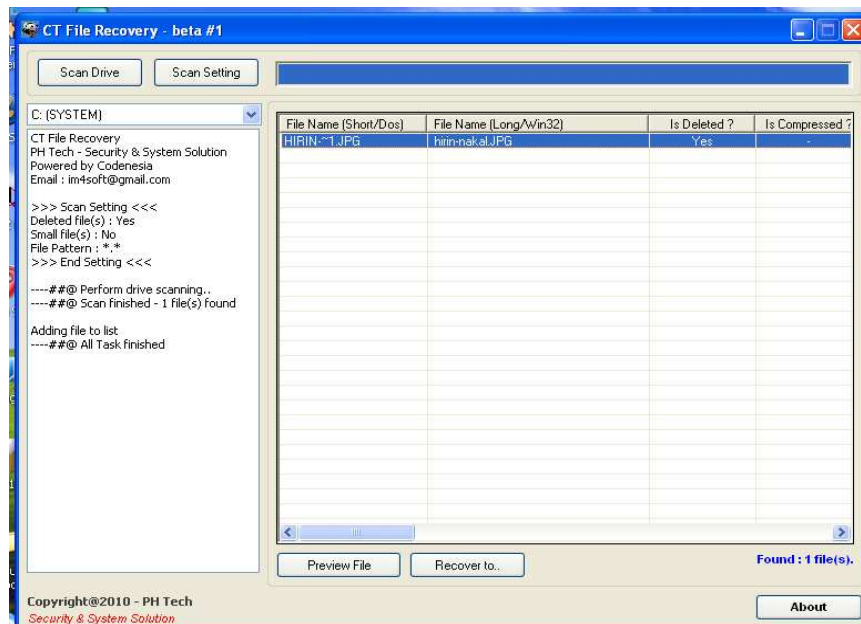 CT File Recovery - beta #1
Scan Drive
Scan Setting
C: (SYSTEM)
CT File Recovery
PH Tech - Security & System Solution
Powered by Codenesia
Email : im4soft@gmail.com
>>> Scan Setting <<<
Deleted file(s) : Yes
Small file(s) : No
File Pattern : *.*
>>> End Setting <<<
----##@ Perform drive scanning..
----##@ Scan finished - 1 file(s) found
Adding file to list
----##@ All Task finished
File Name (Short/Dos) File Name (Long/Win32) Is Deleted ? Is Compressed ?
HIRIN-~1.JPG hirin-nakal.JPG Yes -
Preview File
Recover to..
Found : 1 file(s).
Copyright@2010 - PH Tech
Security & System Solution
About